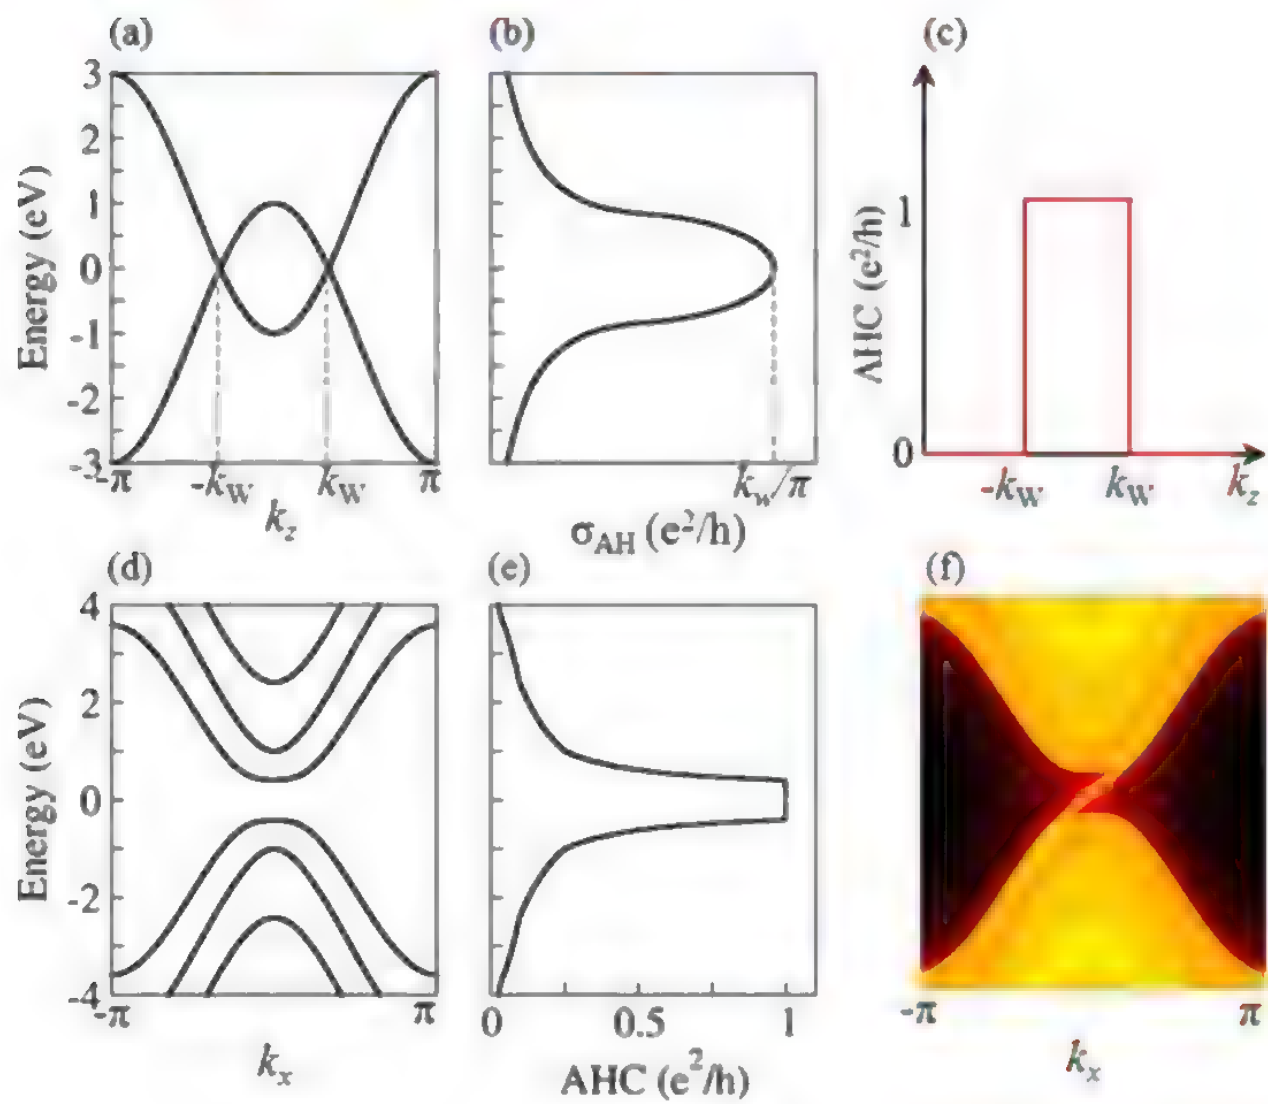 (a)
(b)
(c)
3
2
1
0
-1
-2
-3
Energy (eV)
-π
-kW
kW
π
kz
kw/π
σAH (e2/h)
AHC (e2/h)
1
0
-kW
kW
kz
(d)
(e)
(f)
4
2
0
-2
-4
Energy (eV)
-π
π
kx
0
0.5
1
AHC (e2/h)
-π
π
kx